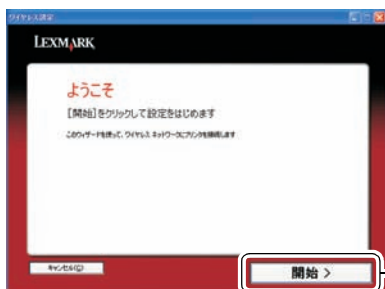 ワイヤレス設定
LEXMARK
ようこそ
[開始]をクリックして設定をはじめます
このウィザードを使って、ワイヤレス ネットワークにプリンタを接続します
キャンセル(C)
開始 >